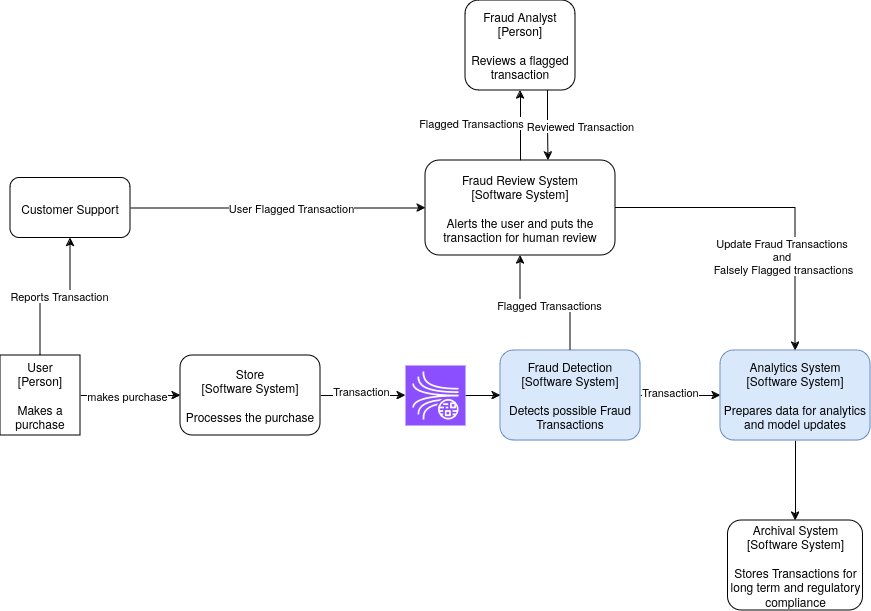 Fraud Analyst
[Person]
Reviews a flagged
transaction
Flagged Transactions
Reviewed Transaction
Fraud Review System
[Software System]
Alerts the user and puts the
transaction for human review
Customer Support
User Flagged Transaction
Update Fraud Transactions
and
Falsely Flagged transactions
Reports Transaction
Flagged Transactions
User
[Person]
Makes a
purchase
makes purchase
Store
[Software System]
Processes the purchase
Transaction
Fraud Detection
[Software System]
Detects possible Fraud
Transactions
Transaction
Analytics System
[Software System]
Prepares data for analytics
and model updates
Archival System
[Software System]
Stores Transactions for
long term and regulatory
compliance